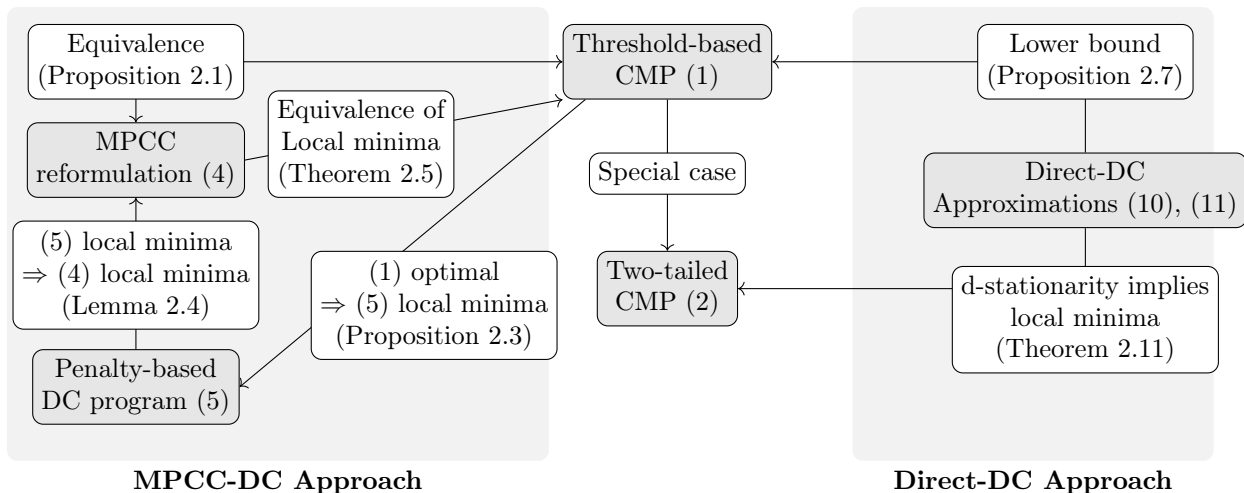 Equivalence
(Proposition 2.1)
MPCC
reformulation (4)
Equivalence of
Local minima
(Theorem 2.5)
(5) local minima
⇒ (4) local minima
(Lemma 2.4)
Penalty-based
DC program (5)
(1) optimal
⇒ (5) local minima
(Proposition 2.3)
MPCC-DC Approach
Threshold-based
CMP (1)
Special case
Two-tailed
CMP (2)
Lower bound
(Proposition 2.7)
Direct-DC
Approximations (10), (11)
d-stationarity implies
local minima
(Theorem 2.11)
Direct-DC Approach